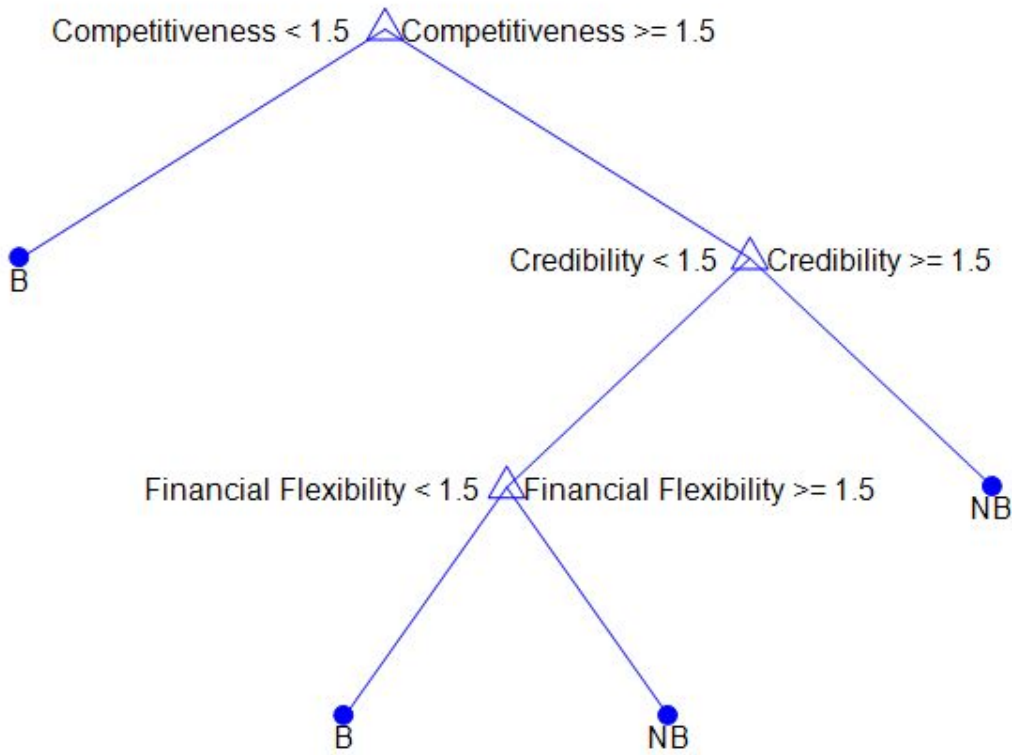 Competitiveness < 1.5 Competitiveness >= 1.5
B
Credibility < 1.5 Credibility >= 1.5
Financial Flexibility < 1.5 Financial Flexibility >= 1.5
NB
B
NB